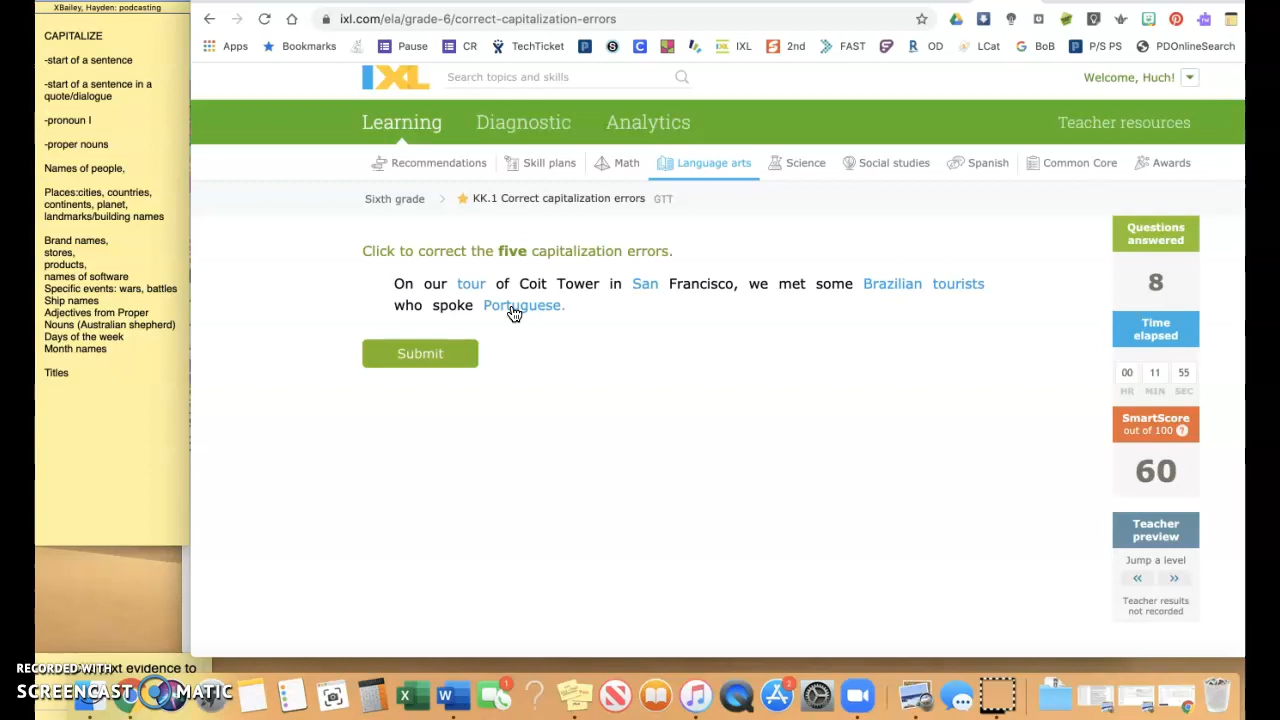 XBailey, Hayden: podcasting
CAPITALIZE
-start of a sentence
-start of a sentence in a
quote/dialogue
-pronoun I
-proper nouns
Names of people,
Places:cities, countries,
continents, planet,
landmarks/building names
Brand names,
stores,
products,
names of software
Specific events: wars, battles
Ship names
Adjectives from Proper
Nouns (Australian shepherd)
Days of the week
Month names
Titles
ixl.com/ela/grade-6/correct-capitalization-errors
Apps Bookmarks Pause CR TechTicket IXL 2nd FAST OD LCat BoB P/S PS PDOnlineSearch
IXL Search topics and skills Welcome, Huch!
Learning Diagnostic Analytics Teacher resources
Recommendations Skill plans Math Language arts Science Social studies Spanish Common Core Awards
Sixth grade > KK.1 Correct capitalization errors GTT
Click to correct the five capitalization errors.
On our tour of Coit Tower in San Francisco, we met some Brazilian tourists
who spoke Portuguese.
Submit
Questions
answered
8
Time
elapsed
00 11 55
HR MIN SEC
SmartScore
out of 100 ?
60
Teacher
preview
Jump a level
<< >>
Teacher results
not recorded
xt evidence to
RECORDED WITH
SCREENCAST MATIC
1
2